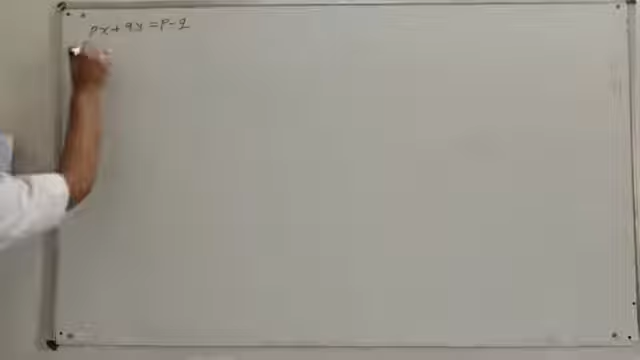 px + qy = p - q